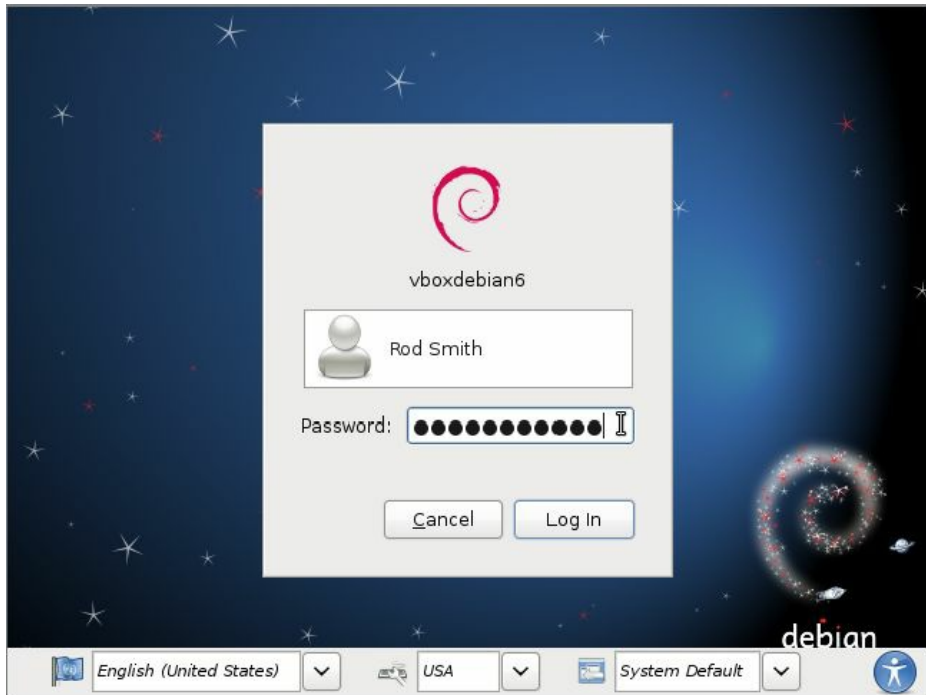 vboxdebian6
Rod Smith
Password:
Cancel
Log In
debian
English (United States)
USA
System Default